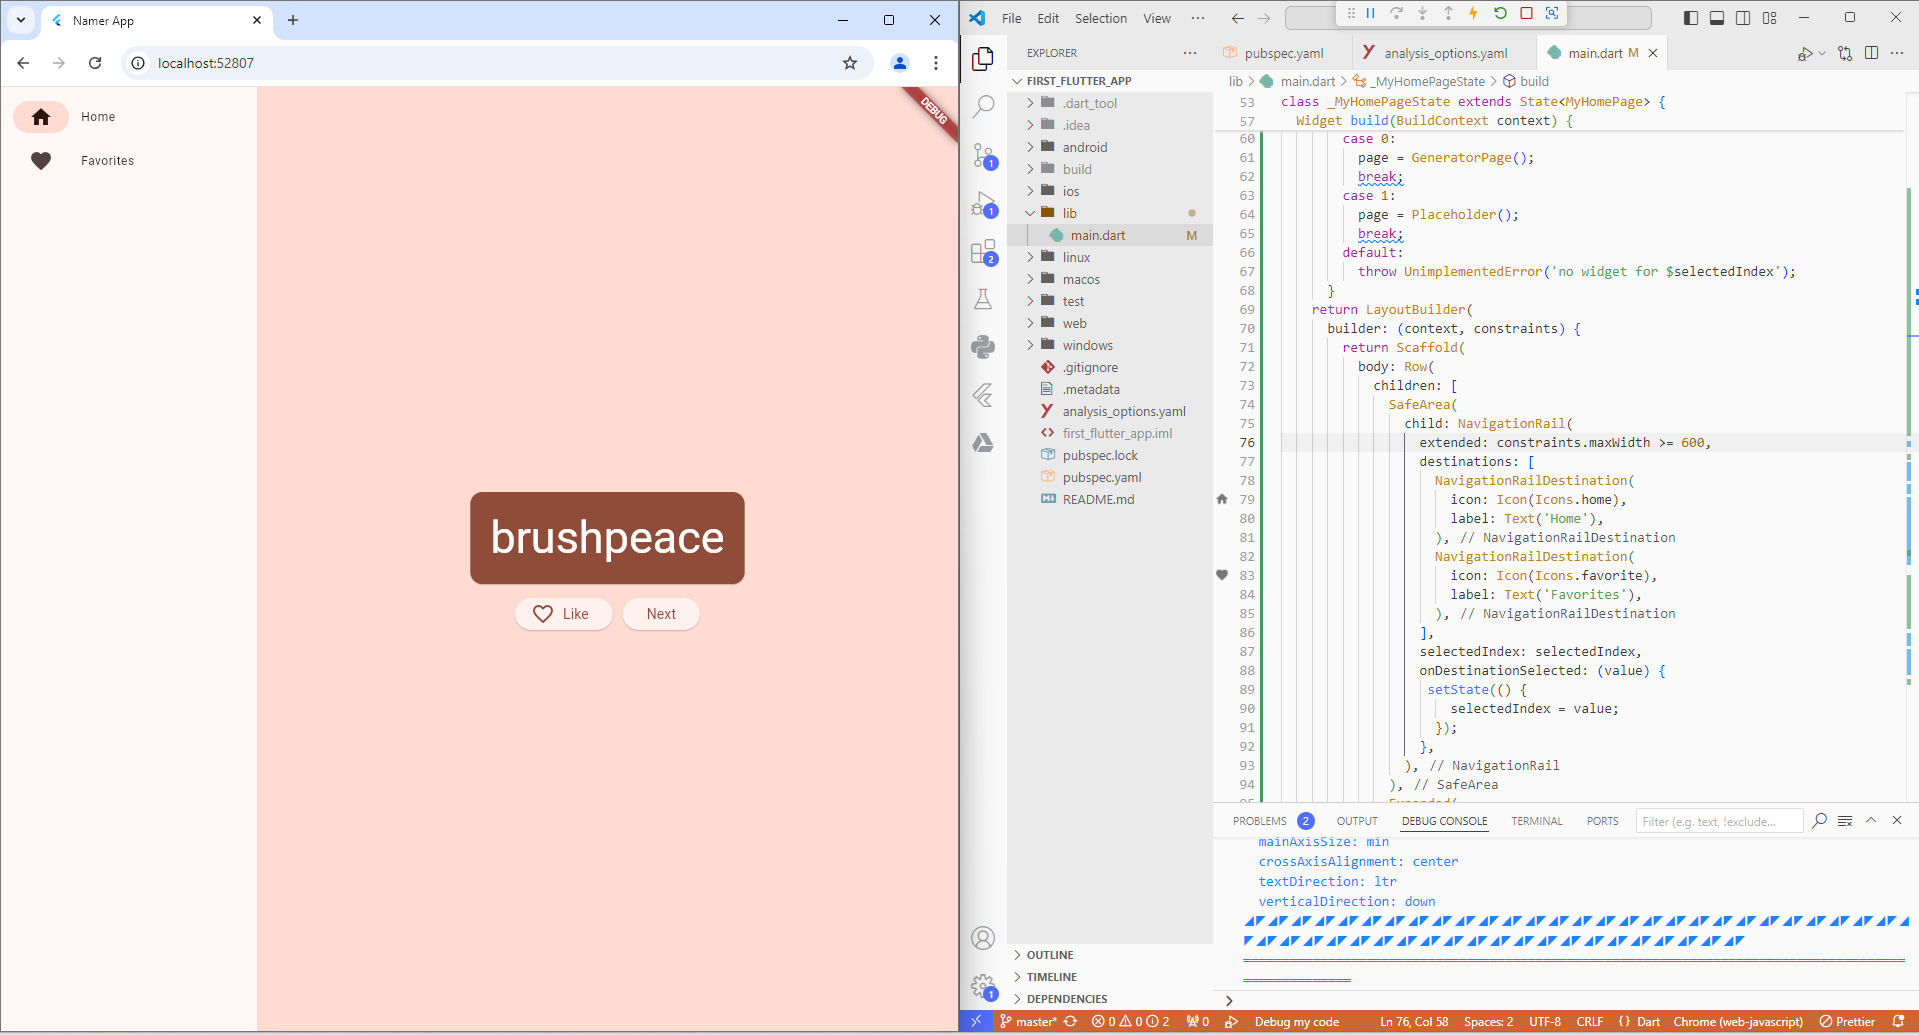 Namer App
localhost:52807
Home
Favorites
DEBUG
brushpeace
Like
Next
File Edit Selection View ···
EXPLORER ···
FIRST_FLUTTER_APP
.dart_tool
.idea
android
build
ios
lib
main.dart M
linux
macos
test
web
windows
.gitignore
.metadata
analysis_options.yaml
first_flutter_app.iml
pubspec.lock
pubspec.yaml
README.md
OUTLINE
TIMELINE
DEPENDENCIES
1
1
2
1
pubspec.yaml
analysis_options.yaml
main.dart M
lib > main.dart > _MyHomePageState > build
53 class _MyHomePageState extends State<MyHomePage> {
57 Widget build(BuildContext context) {
60 case 0:
61 page = GeneratorPage();
62 break;
63 case 1:
64 page = Placeholder();
65 break;
66 default:
67 throw UnimplementedError('no widget for $selectedIndex');
68 }
69 return LayoutBuilder(
70 builder: (context, constraints) {
71 return Scaffold(
72 body: Row(
73 children: [
74 SafeArea(
75 child: NavigationRail(
76 extended: constraints.maxWidth >= 600,
77 destinations: [
78 NavigationRailDestination(
79 icon: Icon(Icons.home),
80 label: Text('Home'),
81 ), // NavigationRailDestination
82 NavigationRailDestination(
83 icon: Icon(Icons.favorite),
84 label: Text('Favorites'),
85 ), // NavigationRailDestination
86 ],
87 selectedIndex: selectedIndex,
88 onDestinationSelected: (value) {
89 setState(() {
90 selectedIndex = value;
91 });
92 },
93 ), // NavigationRail
94 ), // SafeArea
95 Expanded(
PROBLEMS 2 OUTPUT DEBUG CONSOLE TERMINAL PORTS Filter (e.g. text, !exclude...
mainAxisSize: min
crossAxisAlignment: center
textDirection: ltr
verticalDirection: down
master* 0 0 2 0 Debug my code Ln 76, Col 58 Spaces: 2 UTF-8 CRLF {} Dart Chrome (web-javascript) Prettier